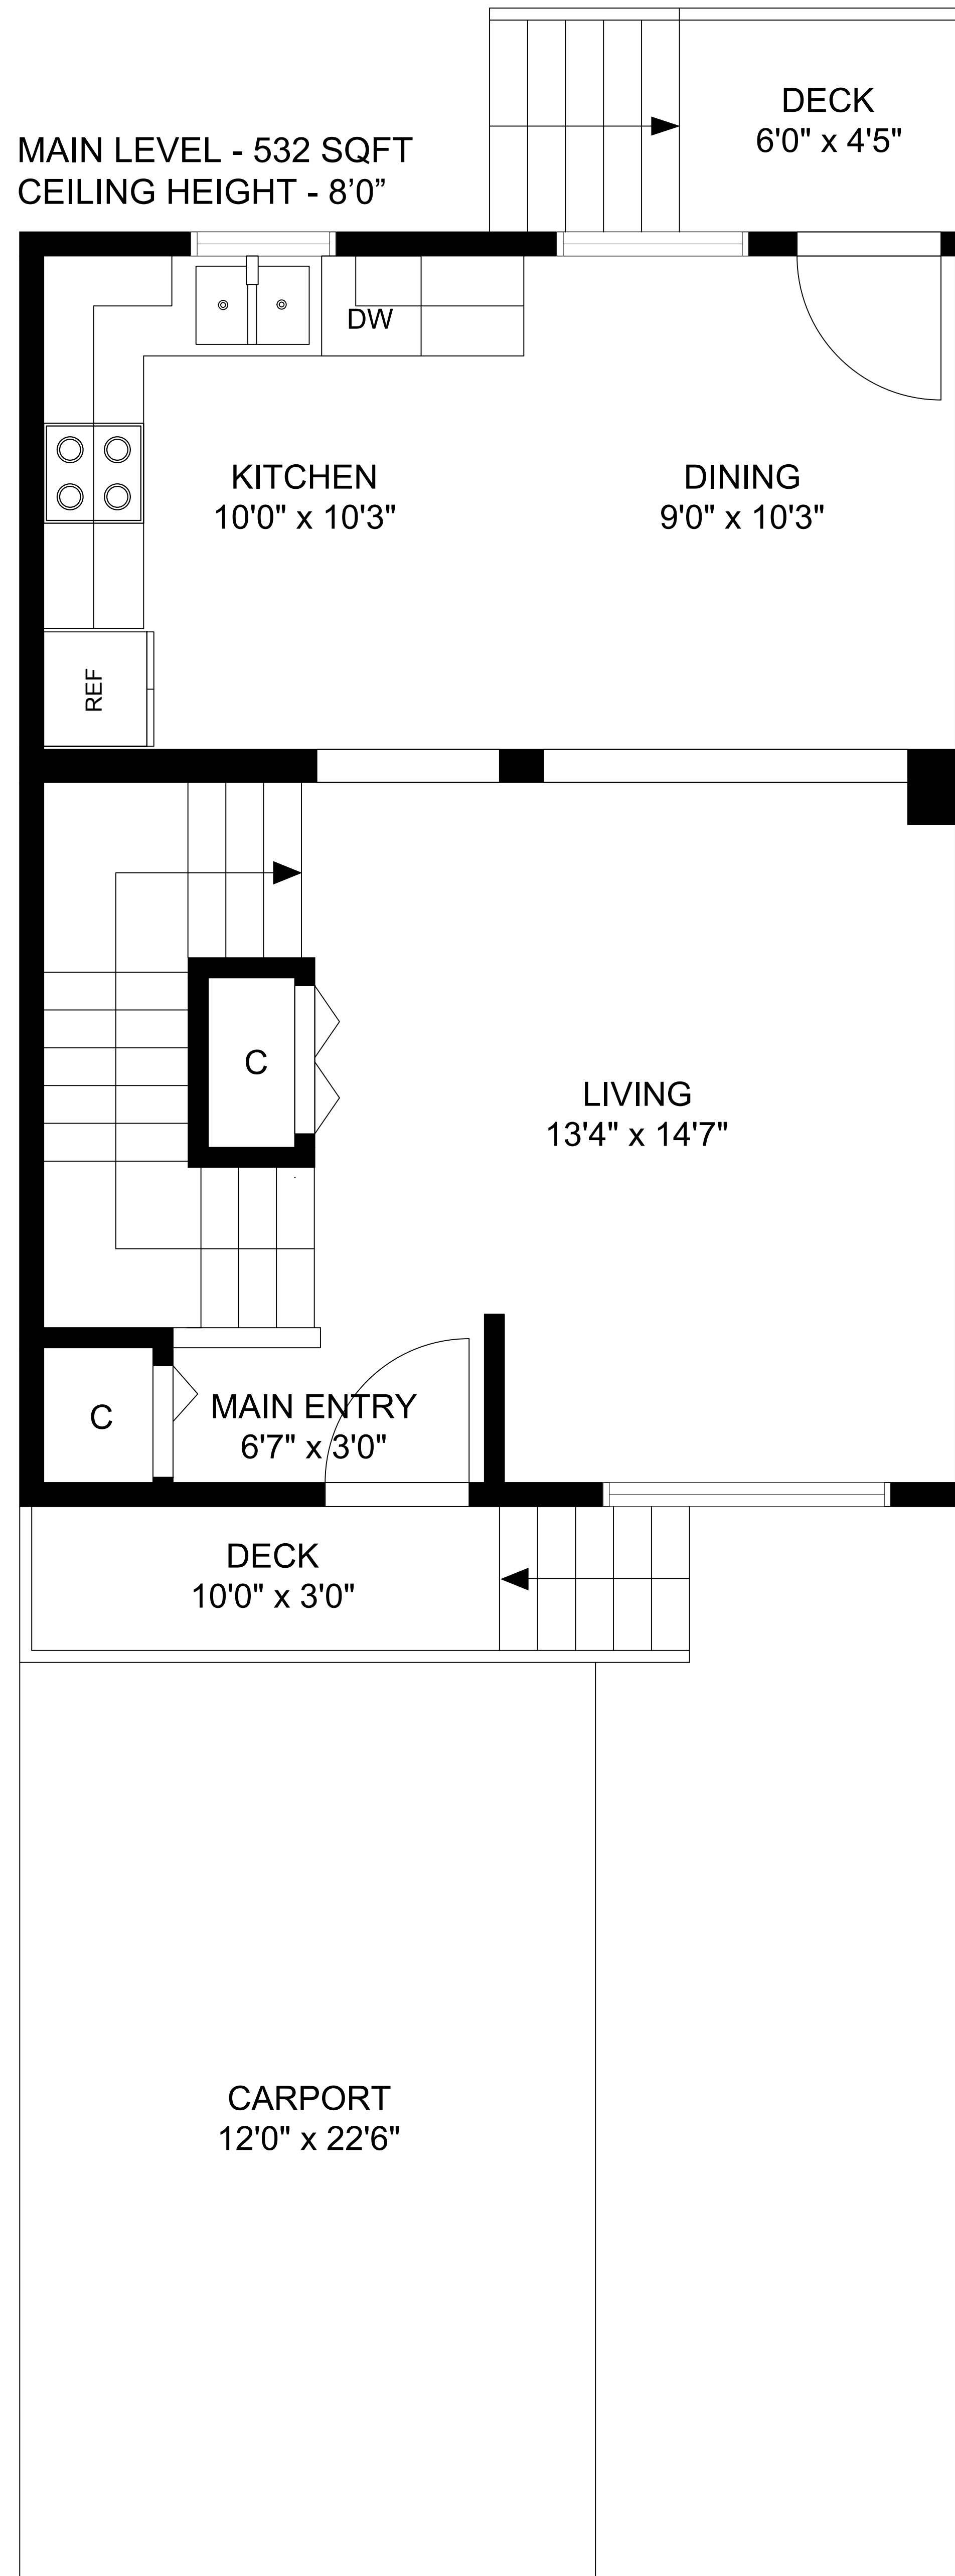 DECK
6'0" x 4'5"
MAIN LEVEL - 532 SQFT
CEILING HEIGHT - 8’0”
DW
KITCHEN
10'0" x 10'3"
DINING
9'0" x 10'3"
REF
C
LIVING
13'4" x 14'7"
C
MAIN ENTRY
6'7" x 3'0"
DECK
10'0" x 3'0"
CARPORT
12'0" x 22'6"